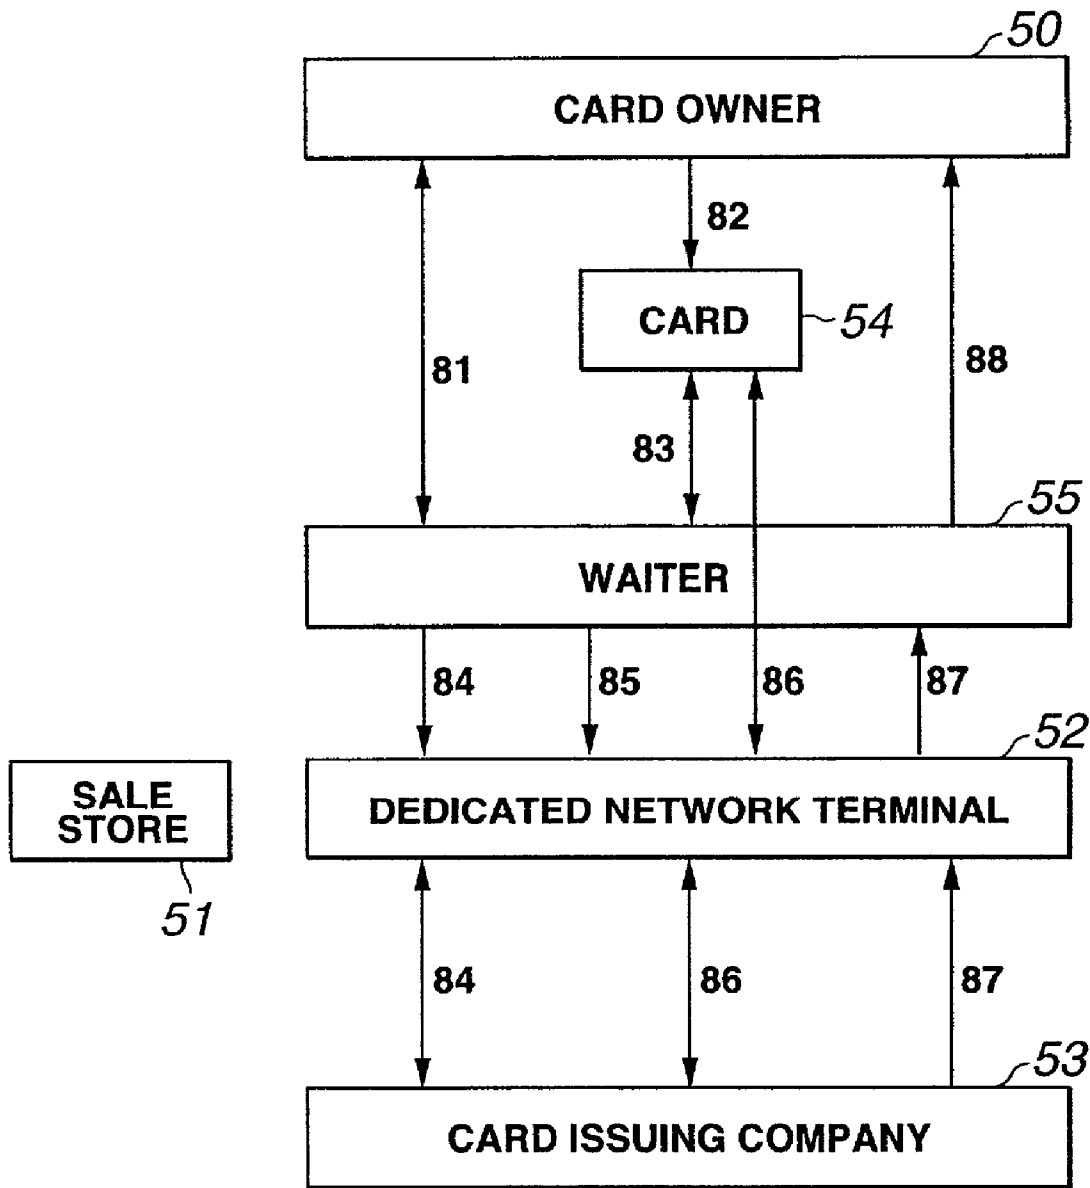 50
CARD OWNER
82
CARD
54
81
88
83
55
WAITER
84
85
86
87
52
SALE
STORE
DEDICATED NETWORK TERMINAL
51
84
86
87
53
CARD ISSUING COMPANY